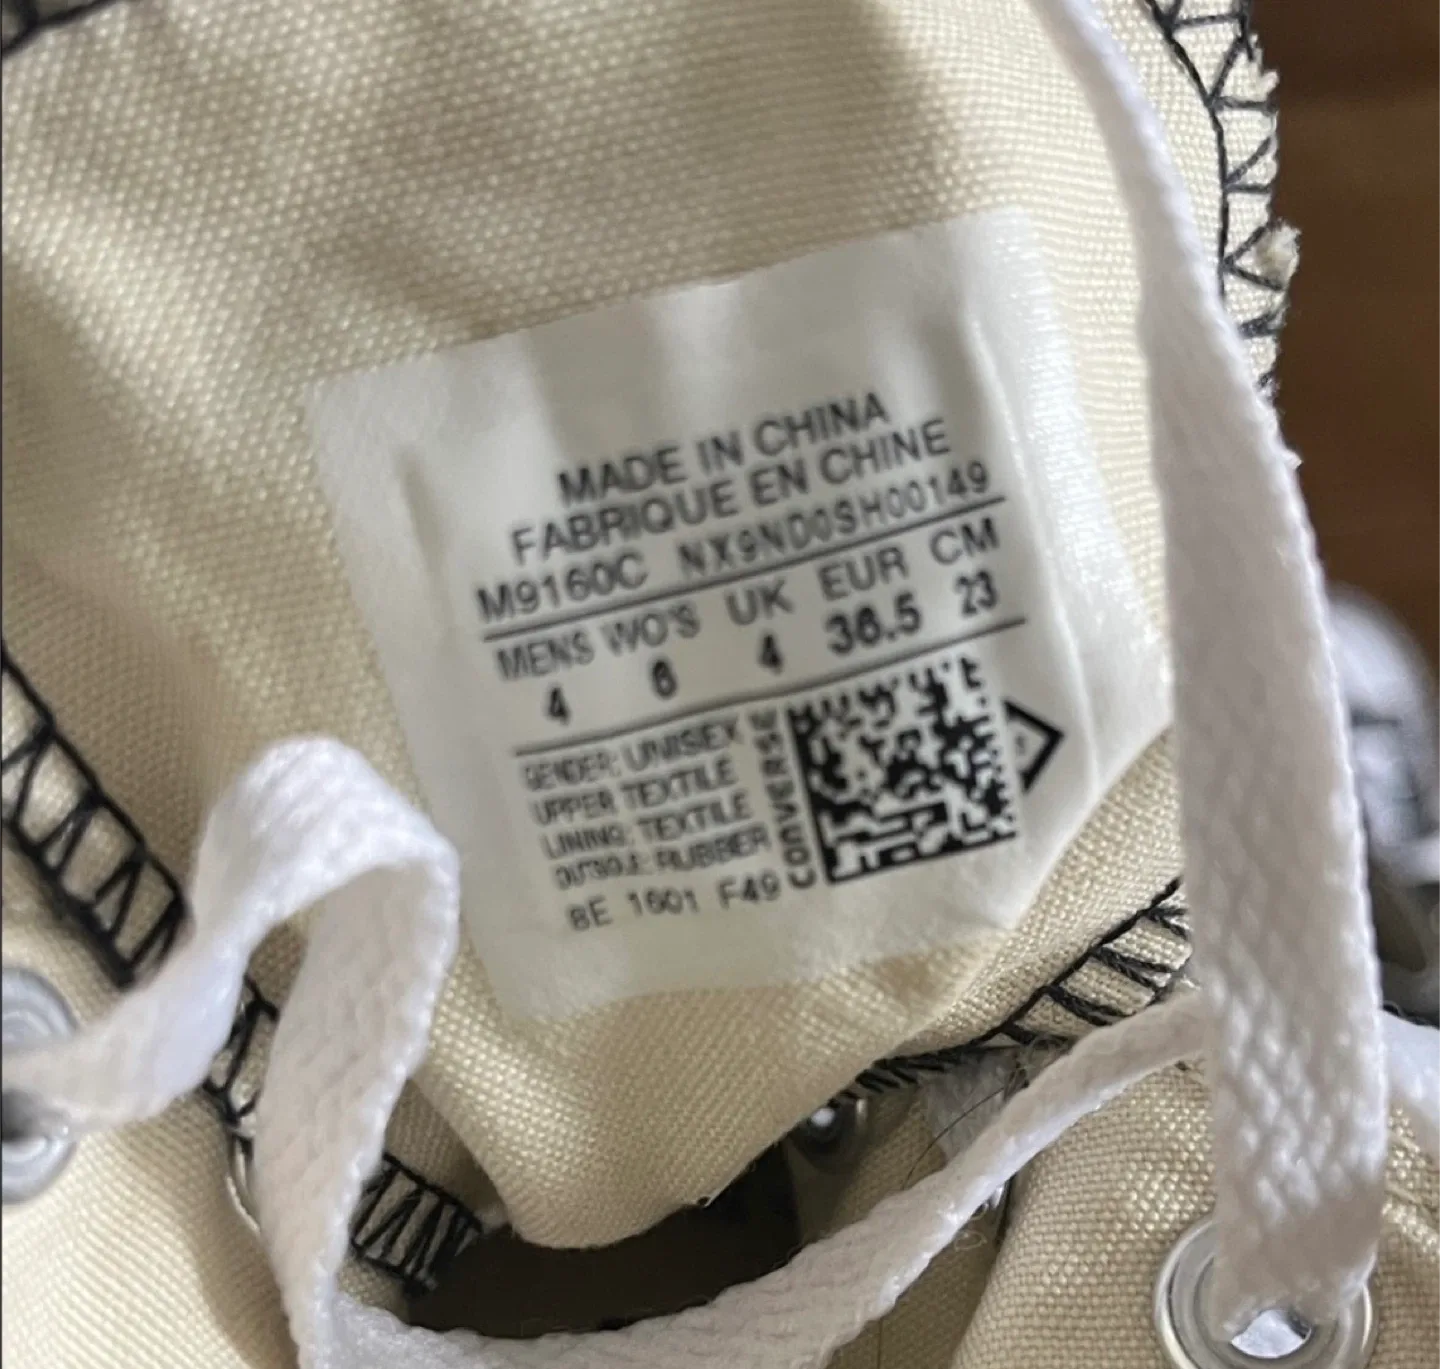 MADE IN CHINA
FABRIQUE EN CHINE
M9160C NX9ND0SH00149
MENS WO'S UK EUR CM
4 6 4 36.5 23
GENDER: UNISEX
UPPER TEXTILE
LINING: TEXTILE
OUTSOLE: RUBBER
BE 1601 F49
CONVERSE